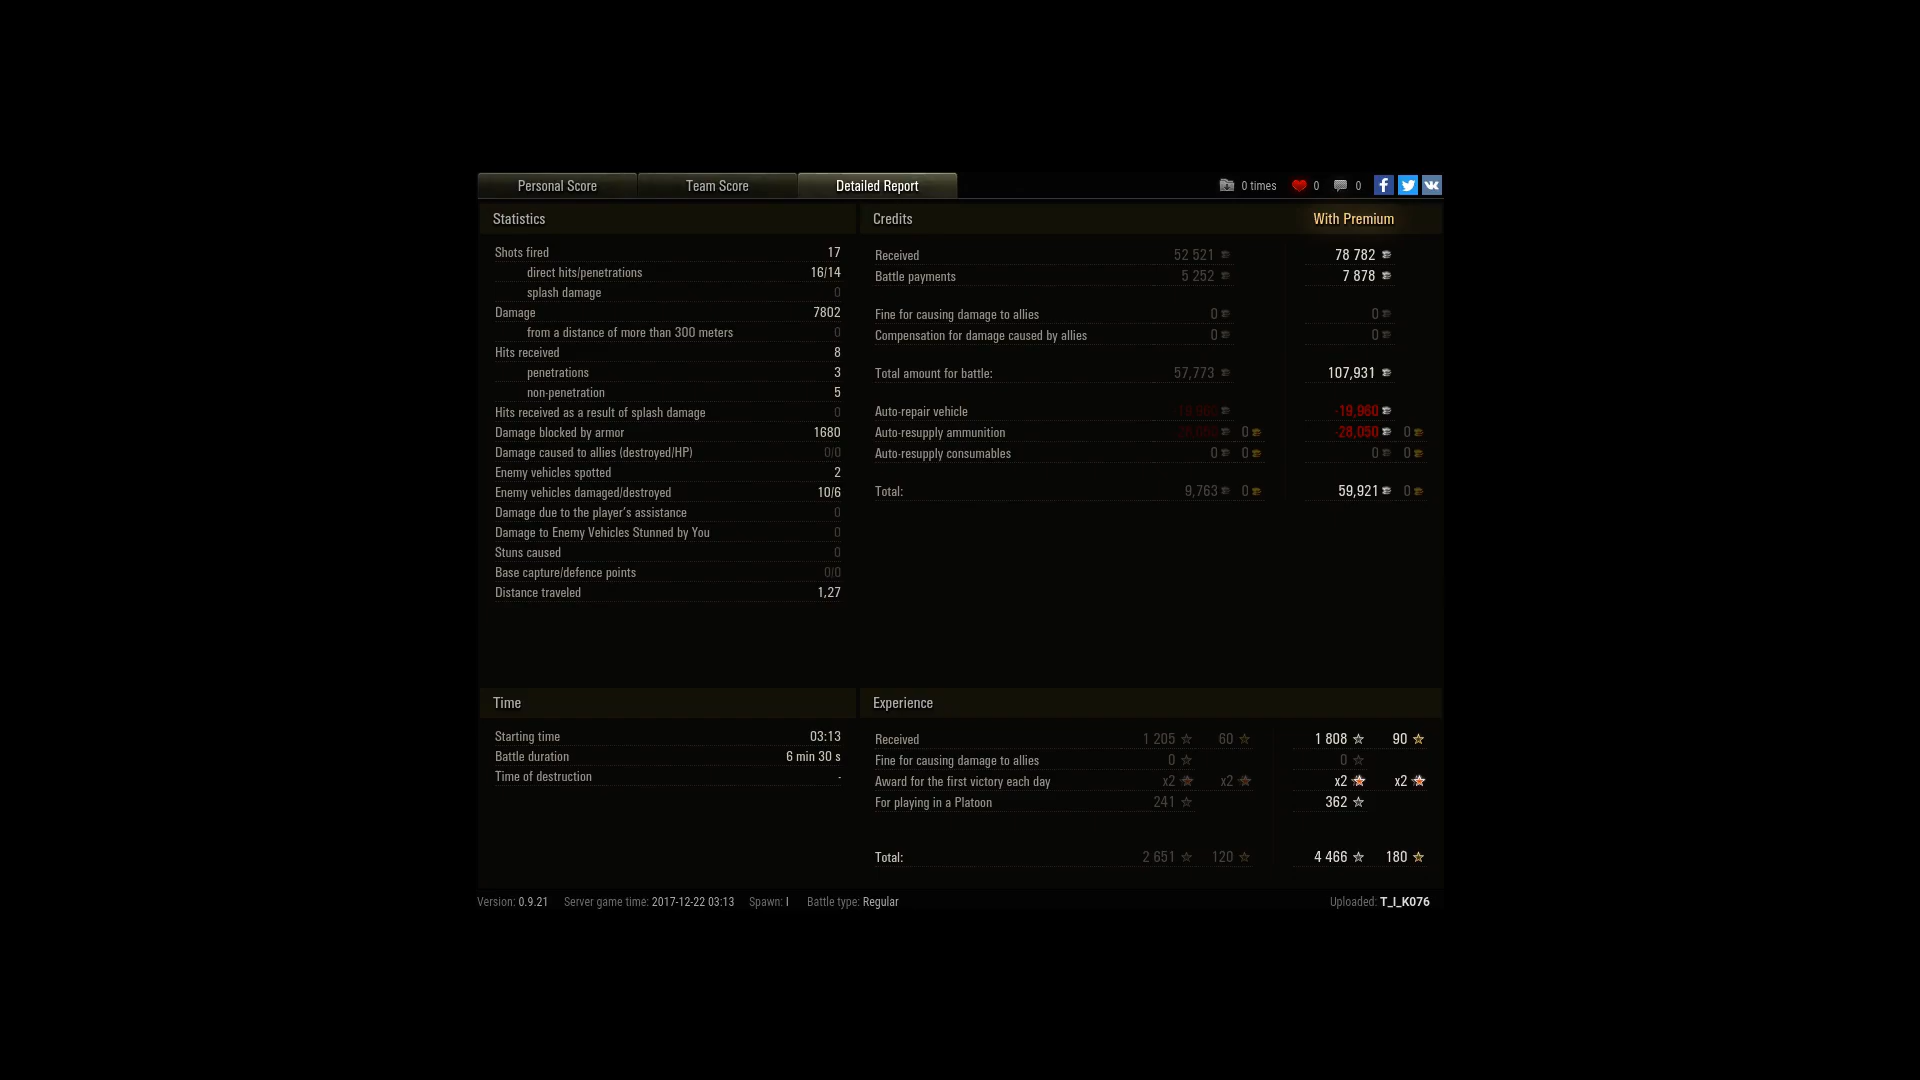 Personal Score Team Score Detailed Report 0 times 0 0
Statistics
Shots fired 17
direct hits/penetrations 16/14
splash damage 0
Damage 7802
from a distance of more than 300 meters 0
Hits received 8
penetrations 3
non-penetration 5
Hits received as a result of splash damage 0
Damage blocked by armor 1680
Damage caused to allies (destroyed/HP) 0/0
Enemy vehicles spotted 2
Enemy vehicles damaged/destroyed 10/6
Damage due to the player's assistance 0
Damage to Enemy Vehicles Stunned by You 0
Stuns caused 0
Base capture/defence points 0/0
Distance traveled 1,27
Credits With Premium
Received 52 521 78 782
Battle payments 5 252 7 878
Fine for causing damage to allies 0 0
Compensation for damage caused by allies 0 0
Total amount for battle: 57,773 107,931
Auto-repair vehicle -19,960 -19,960
Auto-resupply ammunition -28,050 0 -28,050 0
Auto-resupply consumables 0 0 0 0
Total: 9,763 0 59,921 0
Time
Starting time 03:13
Battle duration 6 min 30 s
Time of destruction -
Experience
Received 1 205 60 1 808 90
Fine for causing damage to allies 0 0
Award for the first victory each day x2 x2 x2 x2
For playing in a Platoon 241 362
Total: 2 651 120 4 466 180
Version: 0.9.21 Server game time: 2017-12-22 03:13 Spawn: I Battle type: Regular Uploaded: T_I_K076